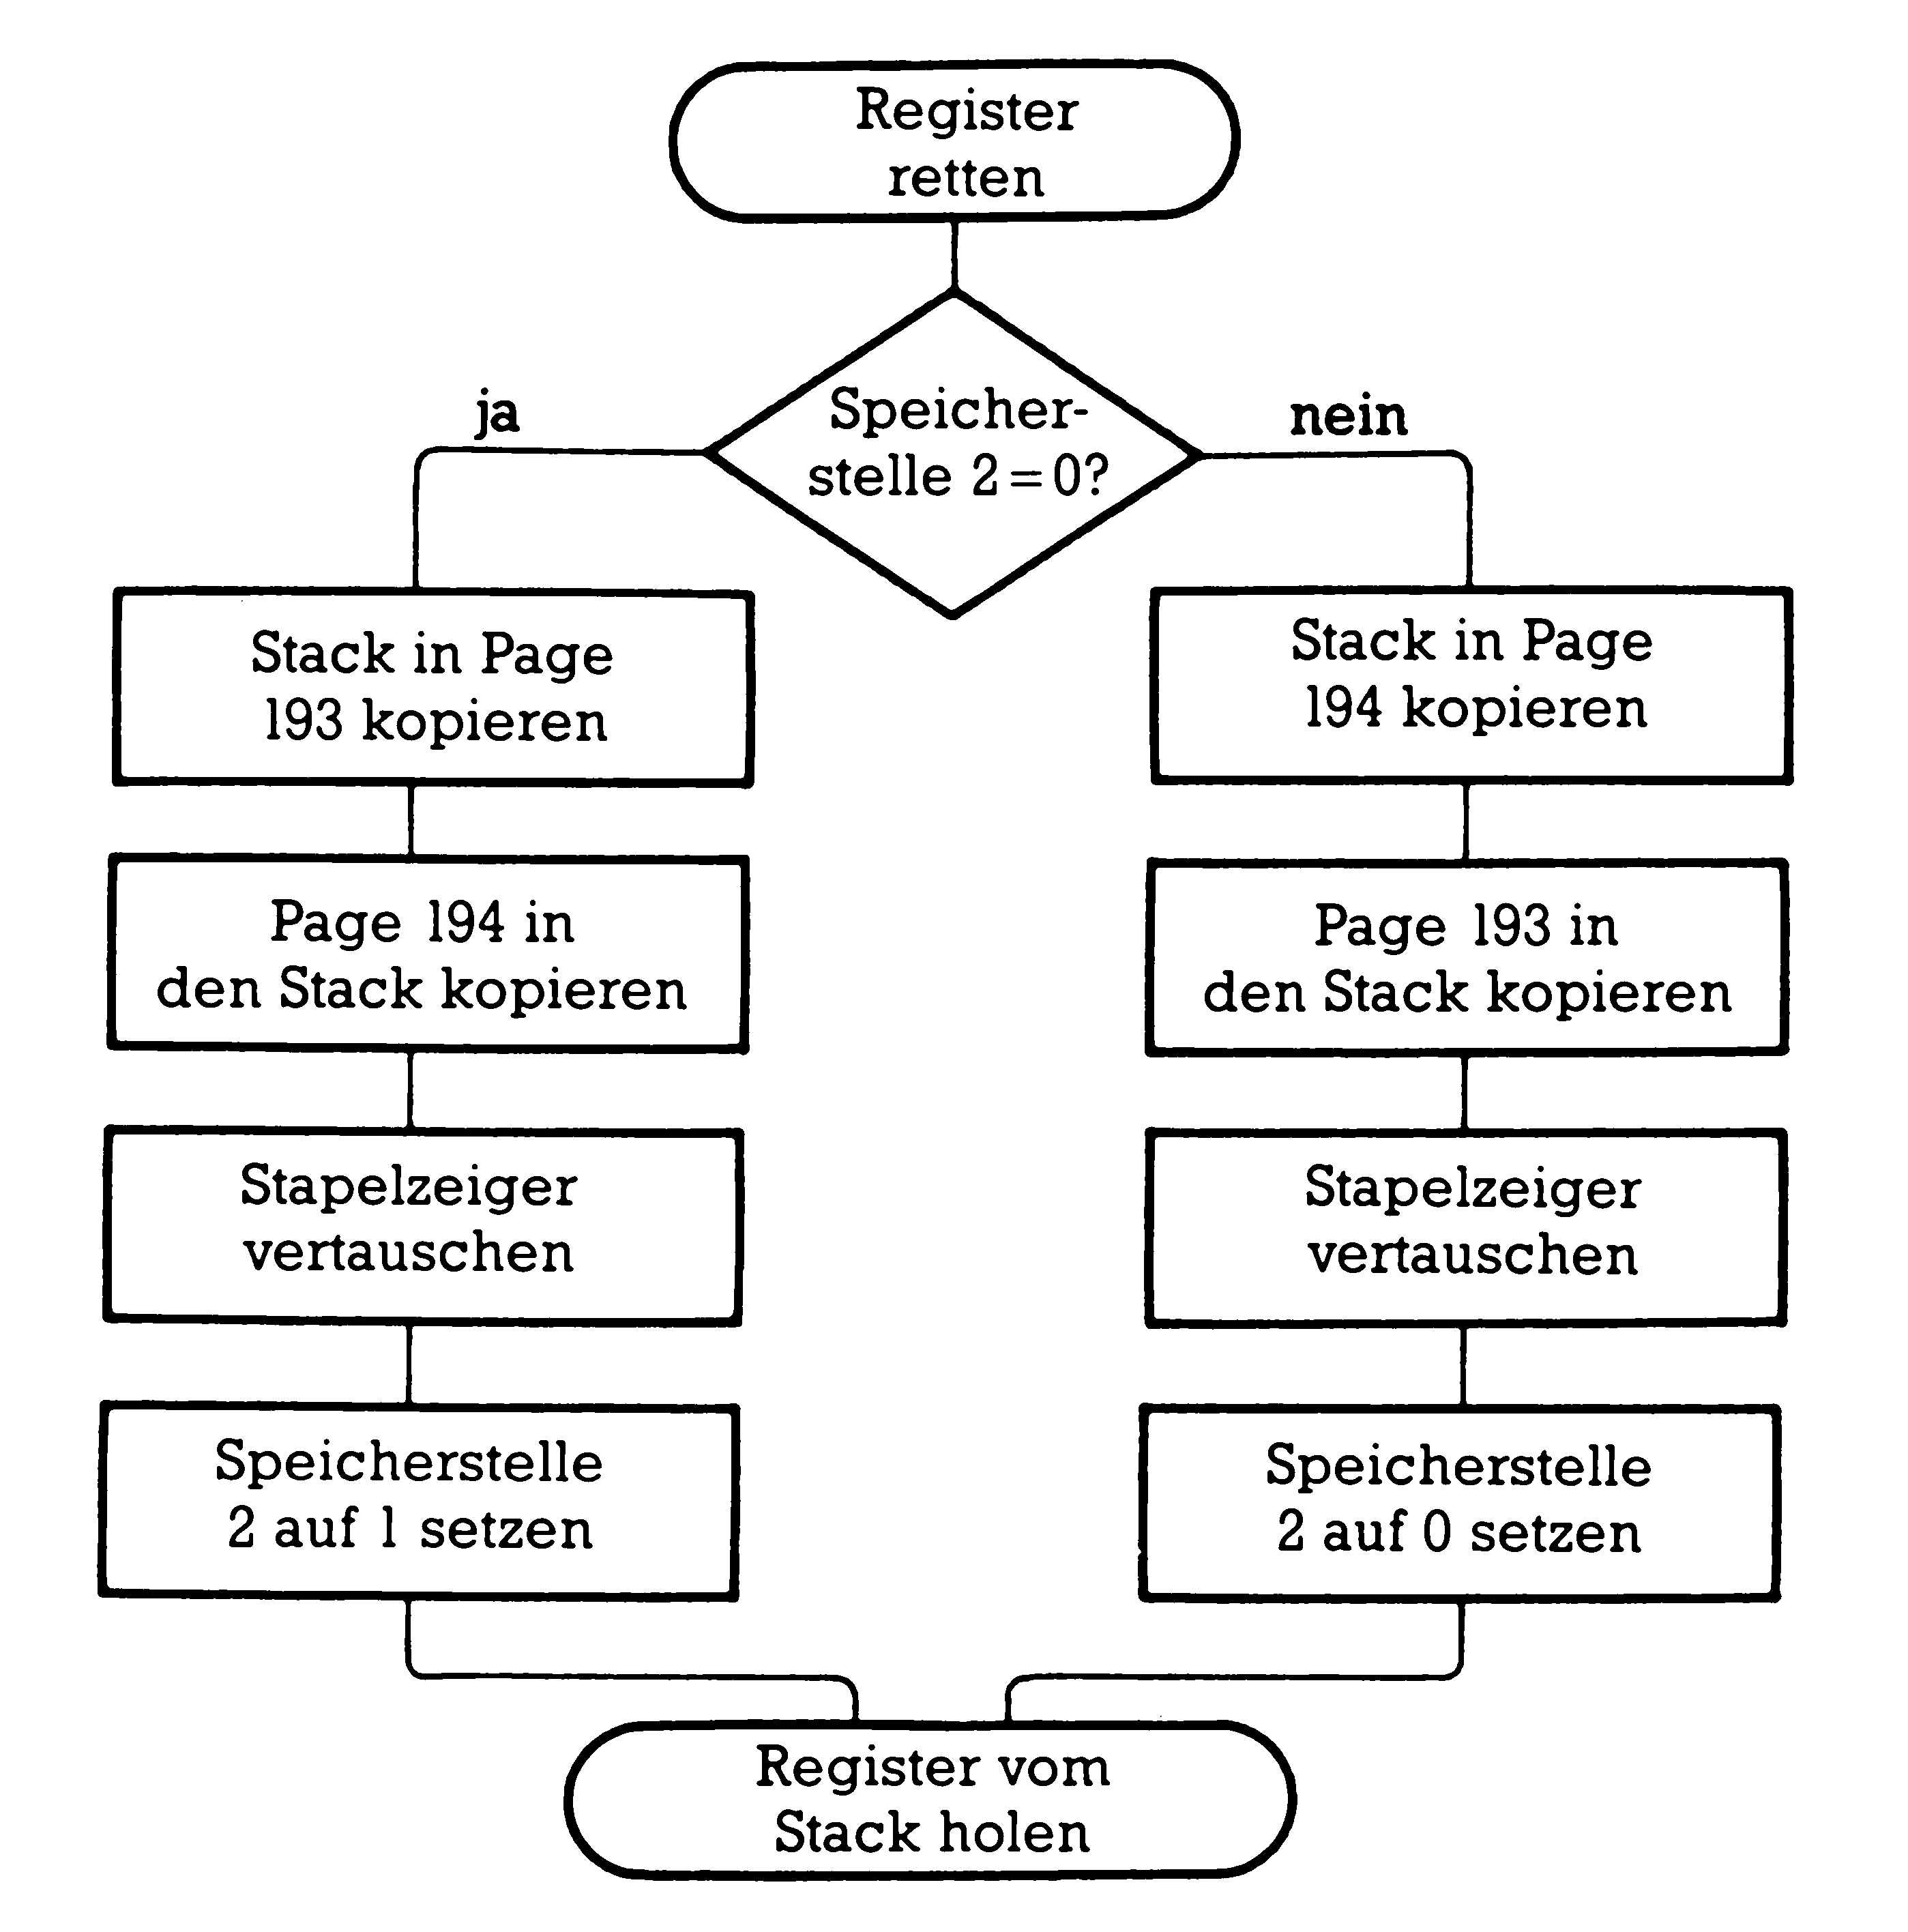 Register
retten
Speicher-
stelle 2=0?
ja
nein
Stack in Page
193 kopieren
Page 194 in
den Stack kopieren
Stapelzeiger
vertauschen
Speicherstelle
2 auf 1 setzen
Stack in Page
194 kopieren
Page 193 in
den Stack kopieren
Stapelzeiger
vertauschen
Speicherstelle
2 auf 0 setzen
Register vom
Stack holen